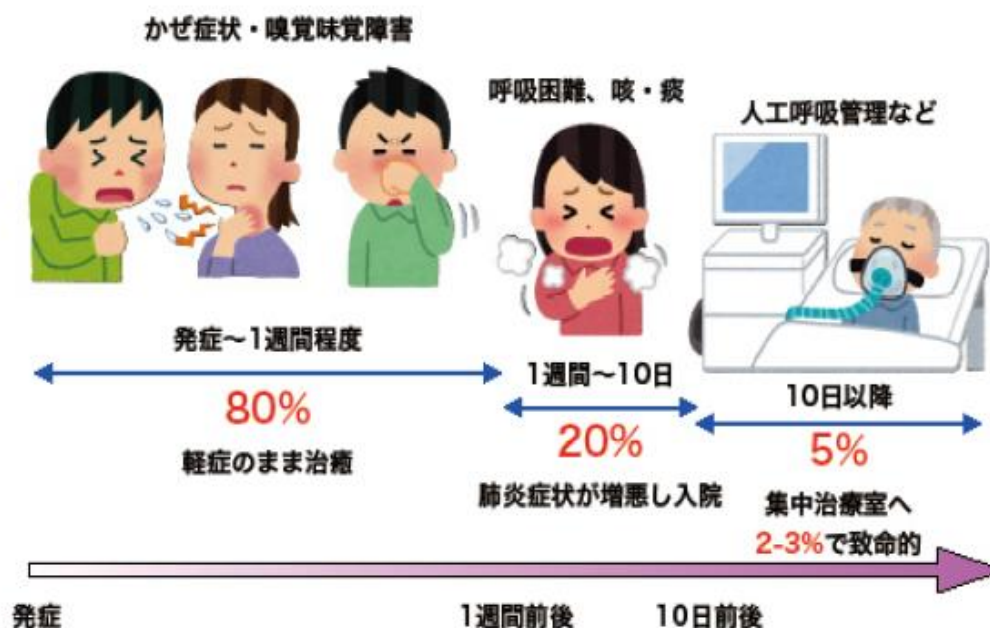 かぜ症状・嗅覚味覚障害
呼吸困難、咳・痰
人工呼吸管理など
発症〜1週間程度
80%
軽症のまま治癒
1週間〜10日
20%
肺炎症状が増悪し入院
10日以降
5%
集中治療室へ
2-3%で致命的
発症
1週間前後
10日前後